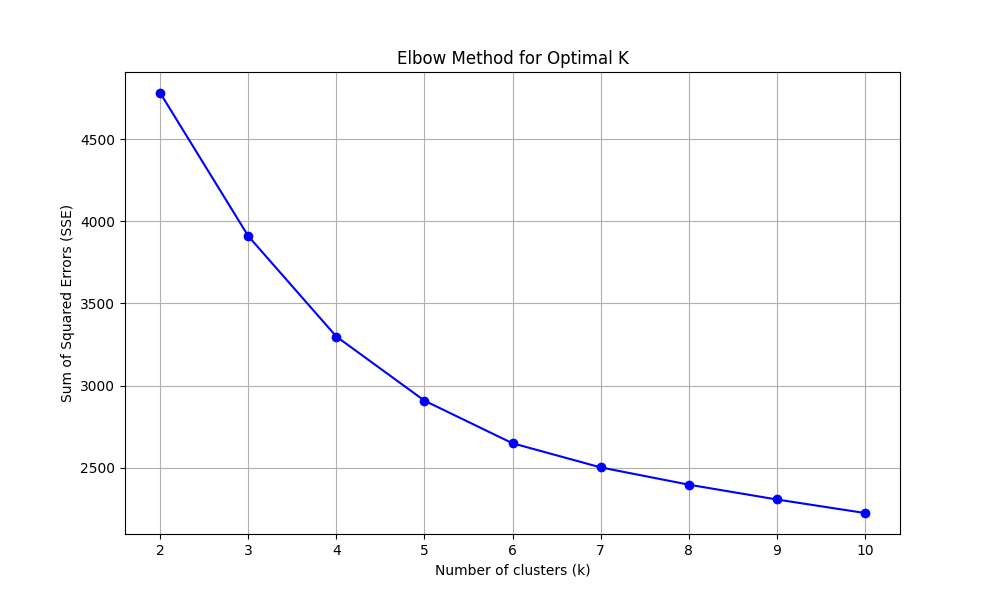 Elbow Method for Optimal K
Sum of Squared Errors (SSE)
4500
4000
3500
3000
2500
2 3 4 5 6 7 8 9 10
Number of clusters (k)